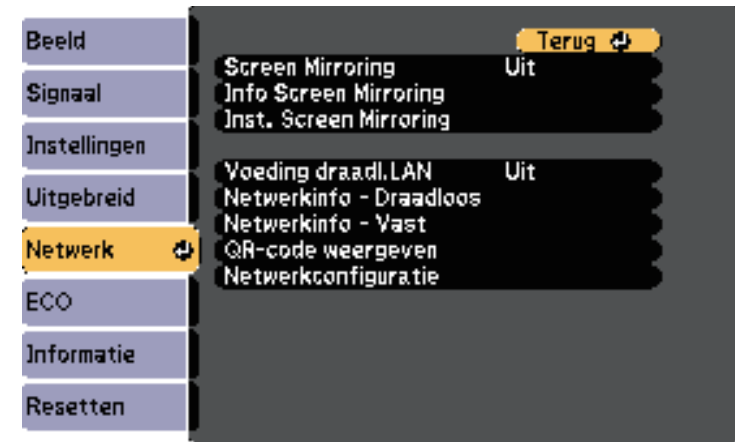 Beeld
Signaal
Instellingen
Uitgebreid
Netwerk
ECO
Informatie
Resetten
Terug
Screen Mirroring Uit
Info Screen Mirroring
Inst. Screen Mirroring
Voeding draadl.LAN Uit
Netwerkinfo - Draadloos
Netwerkinfo - Vast
QR-code weergeven
Netwerkconfiguratie